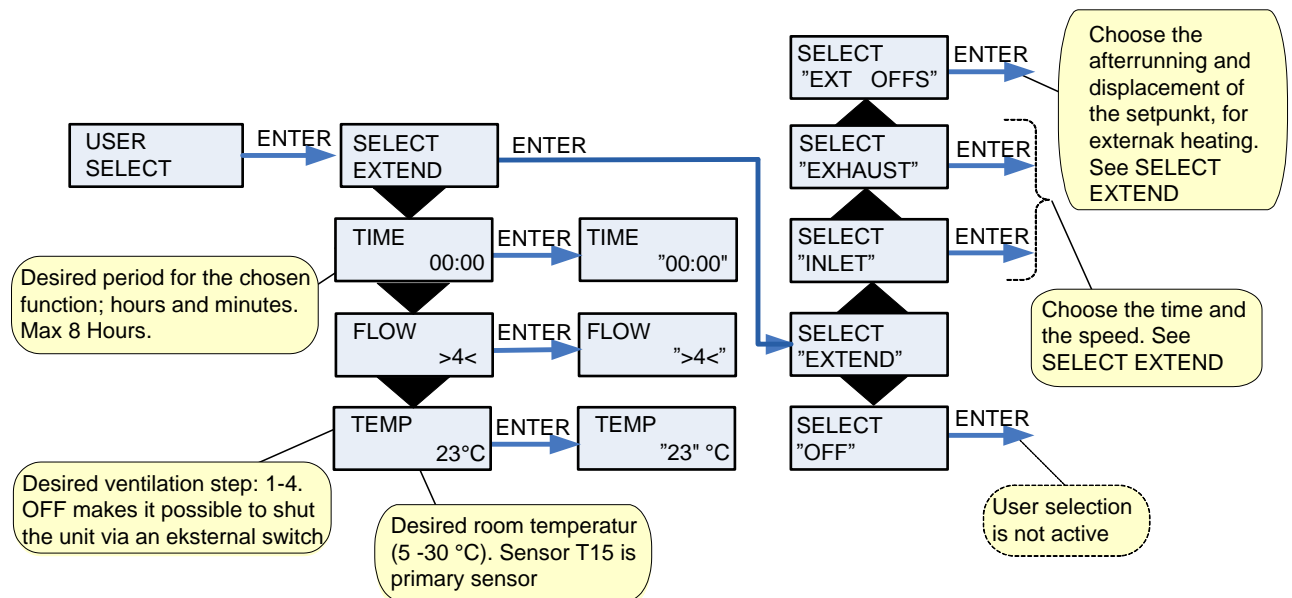 USER
SELECT
ENTER
SELECT
EXTEND
ENTER
TIME
00:00
ENTER
TIME
”00:00"
Desired period for the chosen
function; hours and minutes.
Max 8 Hours.
FLOW
>4<
ENTER
FLOW
”>4<”
TEMP
23°C
ENTER
TEMP
”23" °C
Desired ventilation step: 1-4.
OFF makes it possible to shut
the unit via an eksternal switch
Desired room temperatur
(5 -30 °C). Sensor T15 is
primary sensor
SELECT
”EXT OFFS”
ENTER
Choose the
afterrunning and
displacement of
the setpunkt, for
externak heating.
See SELECT
EXTEND
SELECT
”EXHAUST”
ENTER
SELECT
”INLET”
ENTER
Choose the time and
the speed. See
SELECT EXTEND
SELECT
”EXTEND”
SELECT
”OFF”
ENTER
User selection
is not active